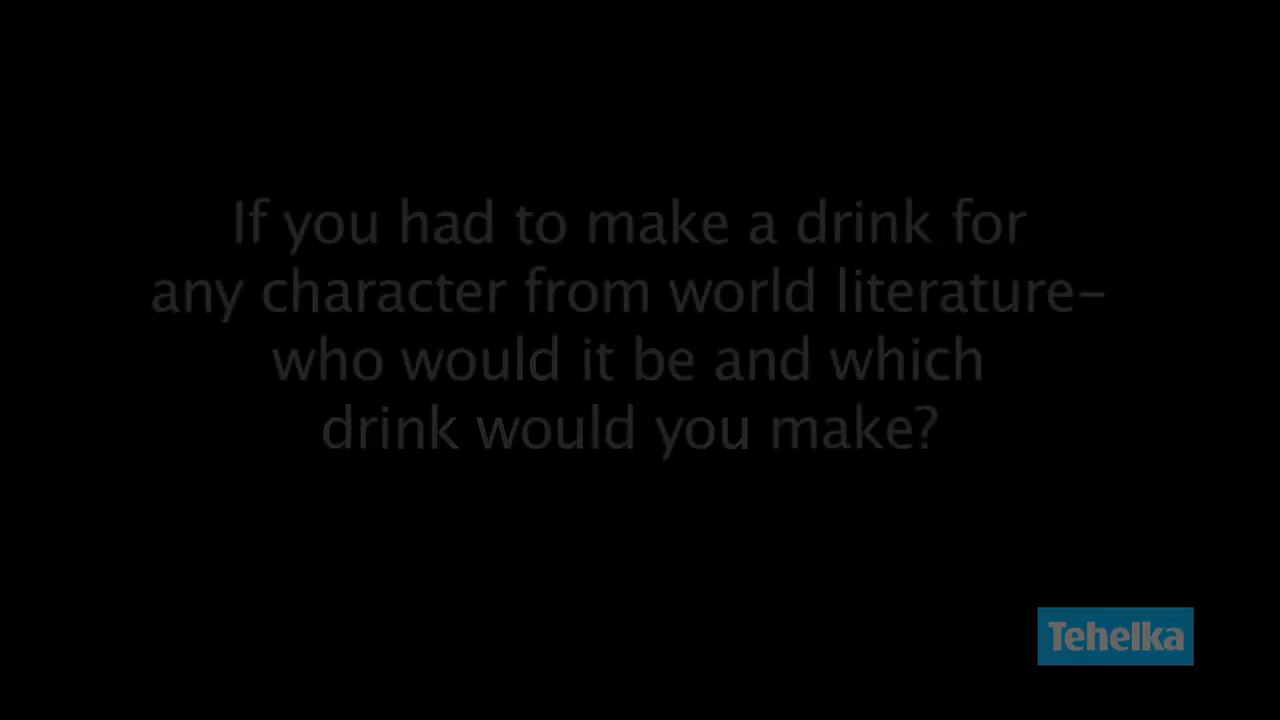 If you had to make a drink for
any character from world literature-
who would it be and which
drink would you make?
Tehelka